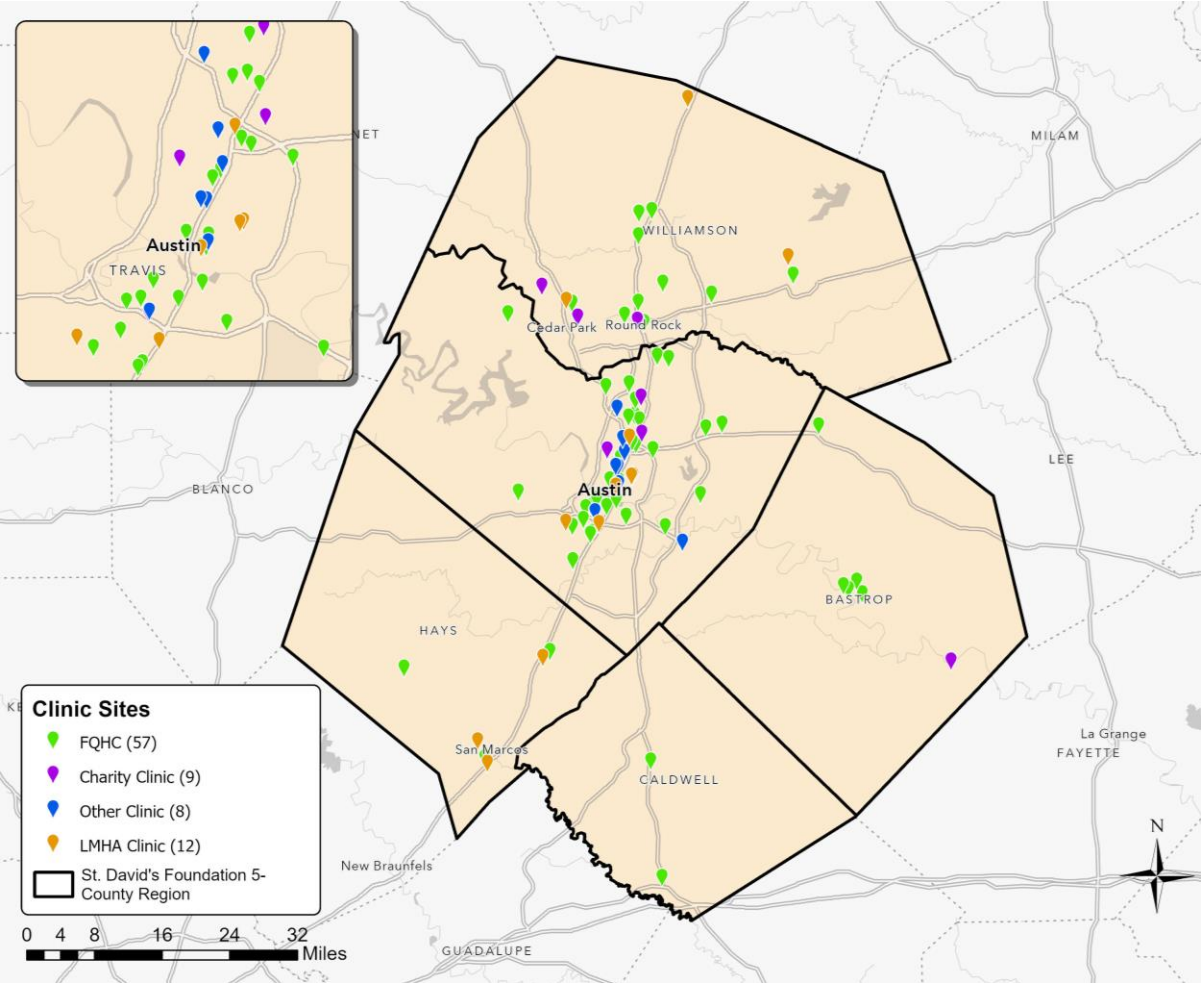 NET
MILAM
Austin
TRAVIS
WILLIAMSON
Cedar Park
Round Rock
LEE
BLANCO
Austin
BASTROP
HAYS
San Marcos
CALDWELL
La Grange
FAYETTE
New Braunfels
GUADALUPE
KE
Clinic Sites
FQHC (57)
Charity Clinic (9)
Other Clinic (8)
LMHA Clinic (12)
St. David's Foundation 5-
County Region
0 4 8 16 24 32
Miles
N